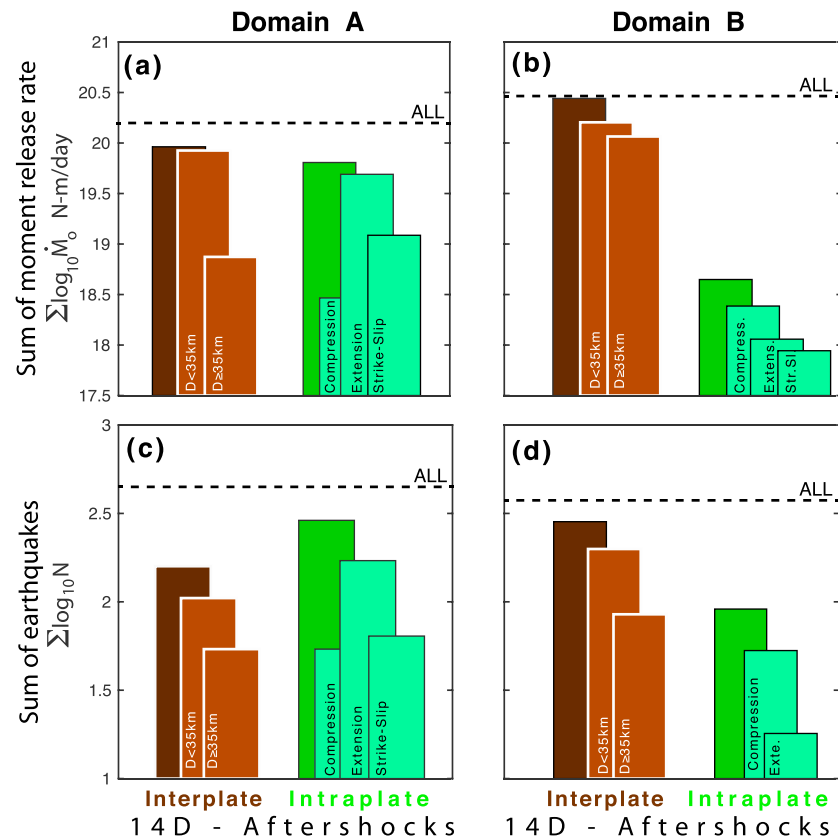 Domain A
Domain B
Sum of moment release rate
Σlog10Ṁo N-m/day
(a)
21
20.5
20
19.5
19
18.5
18
17.5
ALL
D<35km
D≥35km
Compression
Extension
Strike-Slip
(b)
ALL
D<35km
D≥35km
Compress.
Extens.
Str.Sl.
Sum of earthquakes
Σlog10N
(c)
3
2.5
2
1.5
1
ALL
D<35km
D≥35km
Compression
Extension
Strike-Slip
(d)
ALL
D<35km
D≥35km
Compression
Exte.
Interplate Intraplate
Interplate Intraplate
14D - Aftershocks
14D - Aftershocks